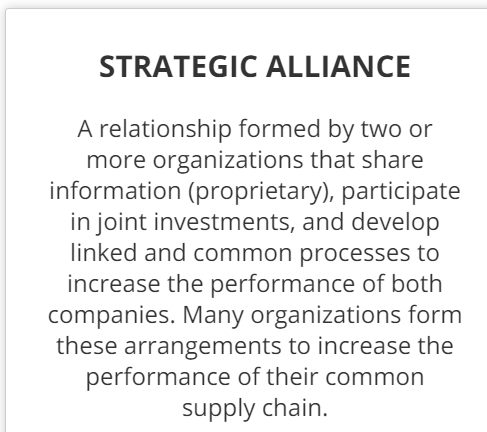 STRATEGIC ALLIANCE
A relationship formed by two or
more organizations that share
information (proprietary), participate
in joint investments, and develop
linked and common processes to
increase the performance of both
companies. Many organizations form
these arrangements to increase the
performance of their common
supply chain.